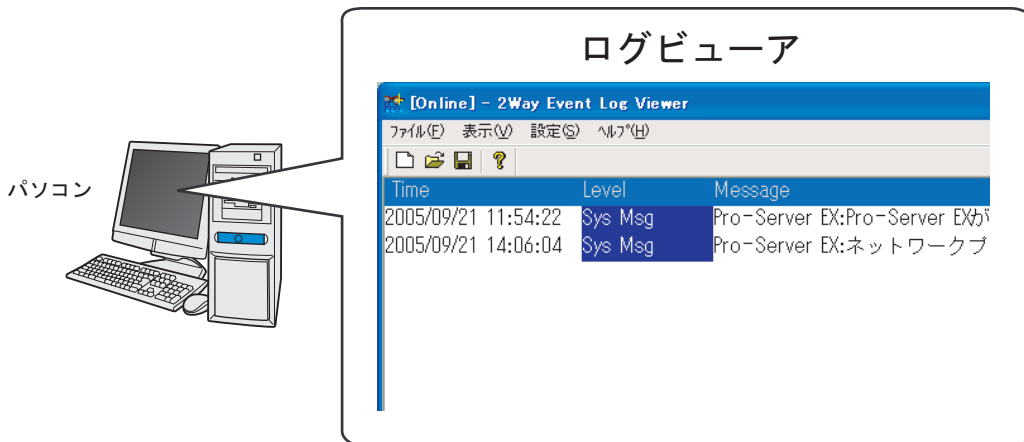 ログビューア
パソコン
[Online] - 2Way Event Log Viewer
ファイル(F) 表示(V) 設定(S) ヘルプ(H)
Time Level Message
2005/09/21 11:54:22 Sys Msg Pro-Server EX:Pro-Server EXが
2005/09/21 14:06:04 Sys Msg Pro-Server EX:ネットワークプ